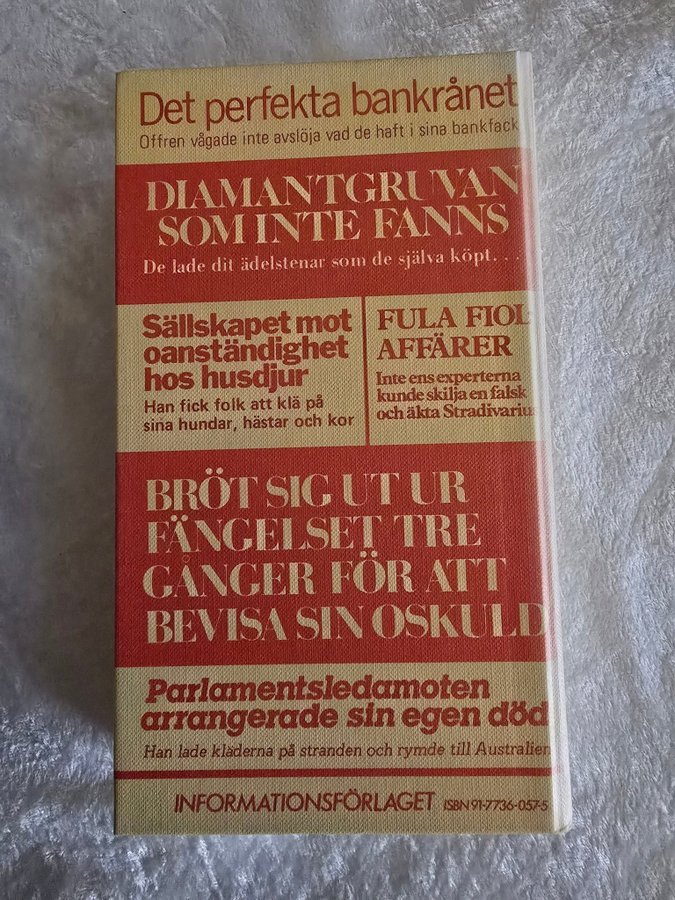 Det perfekta bankrånet
Offren vågade inte avslöja vad de haft i sina bankfack
DIAMANTGRUVAN
SOM INTE FANNS
De lade dit ädelstenar som de själva köpt. . .
Sällskapet mot
oanständighet
hos husdjur
Han fick folk att klä på
sina hundar, hästar och kor
FULA FIOL
AFFÄRER
Inte ens experterna
kunde skilja en falsk
och äkta Stradivarius
BRÖT SIG UT UR
FÄNGELSET TRE
GÅNGER FÖR ATT
BEVISA SIN OSKULD
Parlamentsledamoten
arrangerade sin egen död
Han lade kläderna på stranden och rymde till Australien
INFORMATIONSFÖRLAGET ISBN 91-7736-057-5